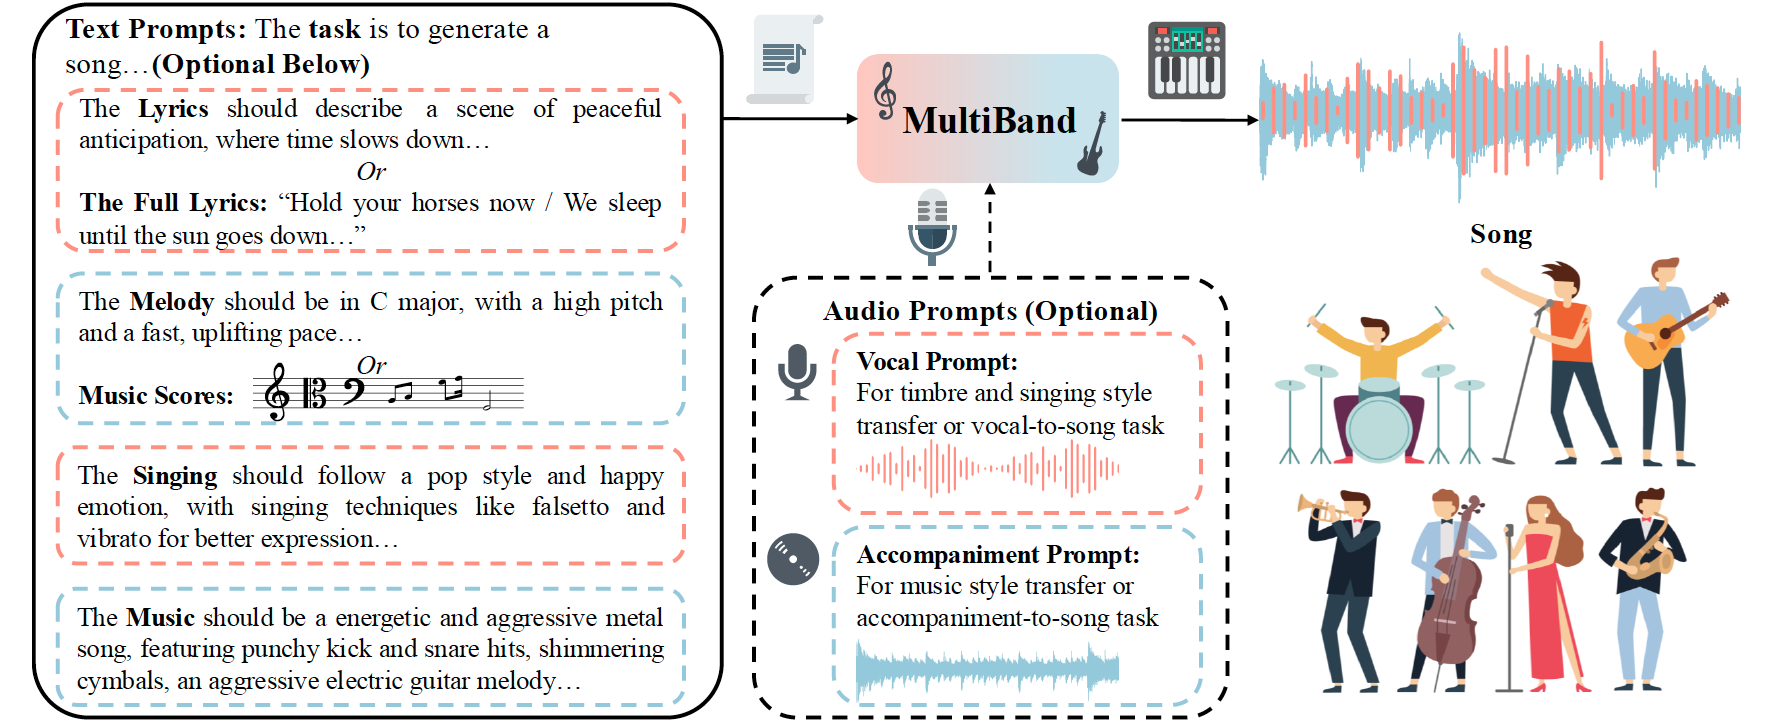 Text Prompts: The task is to generate a
song…(Optional Below)
The Lyrics should describe a scene of peaceful
anticipation, where time slows down…
Or
The Full Lyrics: “Hold your horses now / We sleep
until the sun goes down…”
The Melody should be in C major, with a high pitch
and a fast, uplifting pace…
Or
Music Scores:
The Singing should follow a pop style and happy
emotion, with singing techniques like falsetto and
vibrato for better expression…
The Music should be a energetic and aggressive metal
song, featuring punchy kick and snare hits, shimmering
cymbals, an aggressive electric guitar melody…
MultiBand
Audio Prompts (Optional)
Vocal Prompt:
For timbre and singing style
transfer or vocal-to-song task
Accompaniment Prompt:
For music style transfer or
accompaniment-to-song task
Song